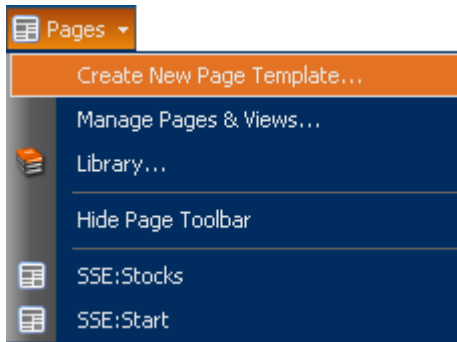 Pages
Create New Page Template...
Manage Pages & Views...
Library...
Hide Page Toolbar
SSE:Stocks
SSE:Start